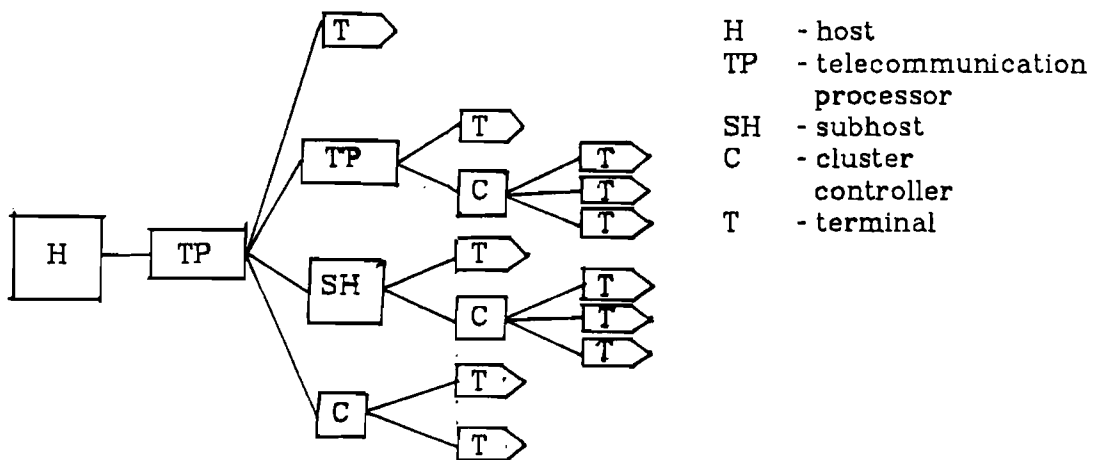 T
TP
T
C
T
T
T
H
TP
SH
T
C
T
T
T
C
T
T
H - host
TP - telecommunication
processor
SH - subhost
C - cluster
controller
T - terminal